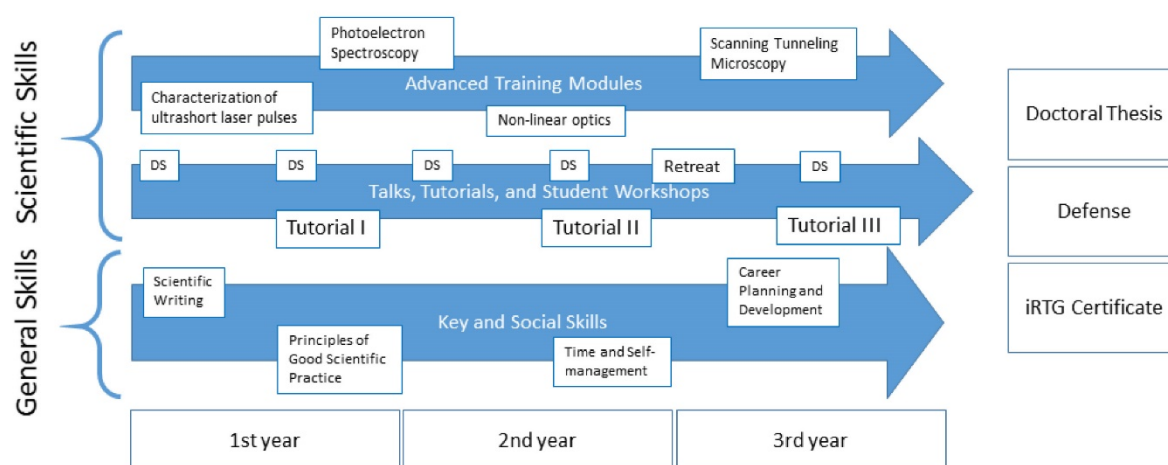 Scientific Skills
Photoelectron
Spectroscopy
Scanning Tunneling
Microscopy
Advanced Training Modules
Characterization of
ultrashort laser pulses
Non-linear optics
DS
DS
DS
DS
Retreat
DS
Talks, Tutorials, and Student Workshops
Tutorial I
Tutorial II
Tutorial III
General Skills
Scientific
Writing
Career
Planning and
Development
Key and Social Skills
Principles of
Good Scientific
Practice
Time and Self-
management
1st year
2nd year
3rd year
Doctoral Thesis
Defense
iRTG Certificate